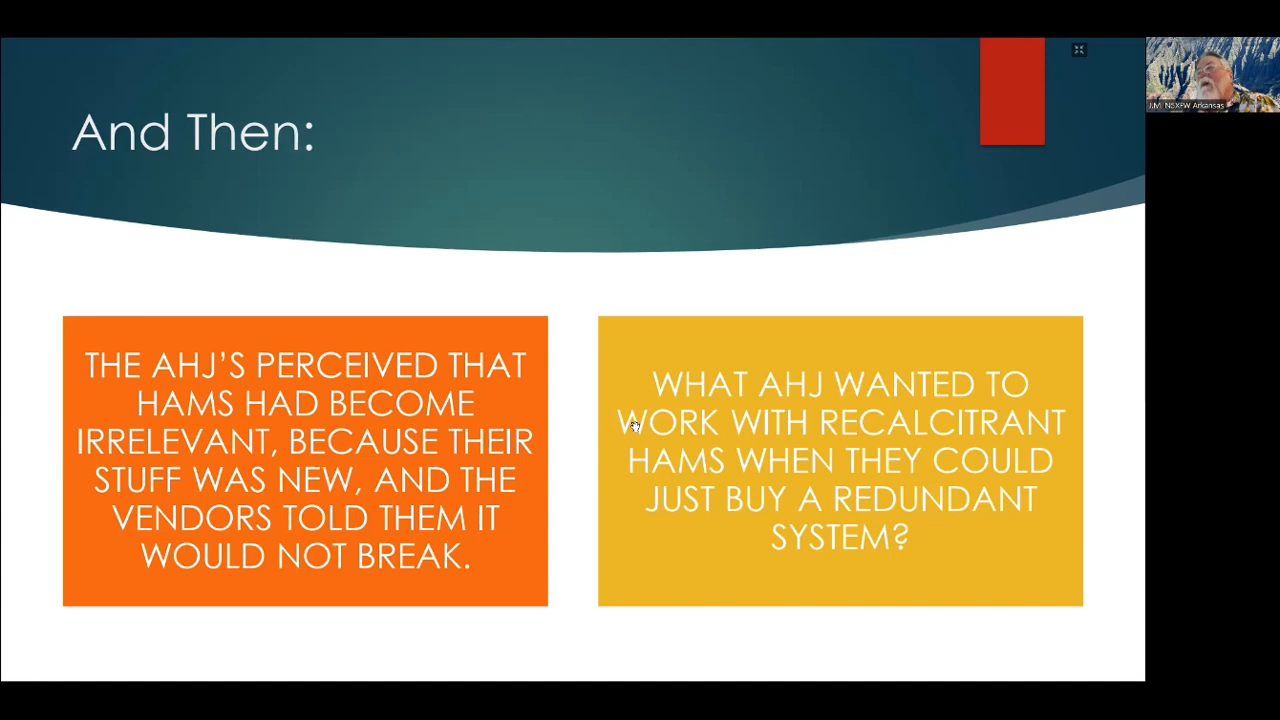 And Then:
THE AHJ'S PERCEIVED THAT
HAMS HAD BECOME
IRRELEVANT, BECAUSE THEIR
STUFF WAS NEW, AND THE
VENDORS TOLD THEM IT
WOULD NOT BREAK.
WHAT AHJ WANTED TO
WORK WITH RECALCITRANT
HAMS WHEN THEY COULD
JUST BUY A REDUNDANT
SYSTEM?
J.M. N5XFW Arkansas